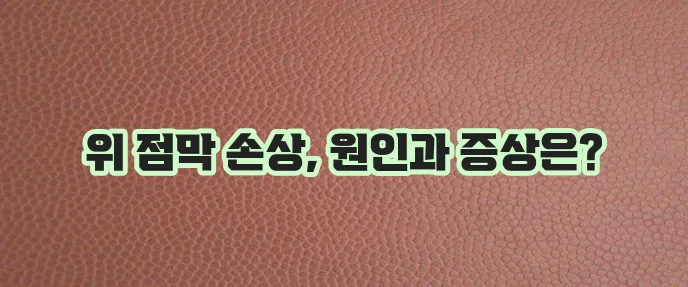 위 점막 손상, 원인과 증상은?